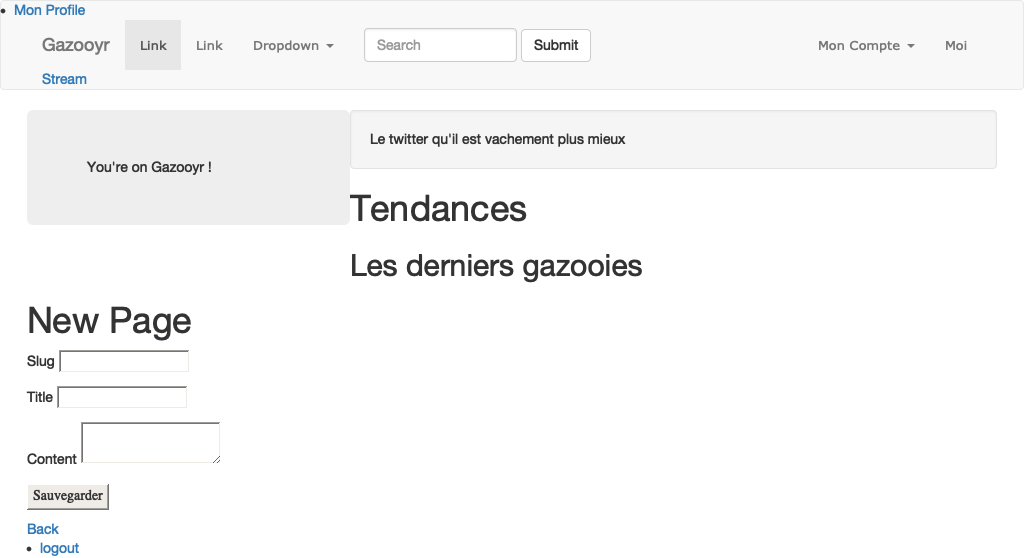 Mon Profile
Gazooyr Link Link Dropdown Search Submit Mon Compte Moi
Stream
You're on Gazooyr !
Le twitter qu'il est vachement plus mieux
Tendances
Les derniers gazooies
New Page
Slug
Title
Content
Sauvegarder
Back
logout